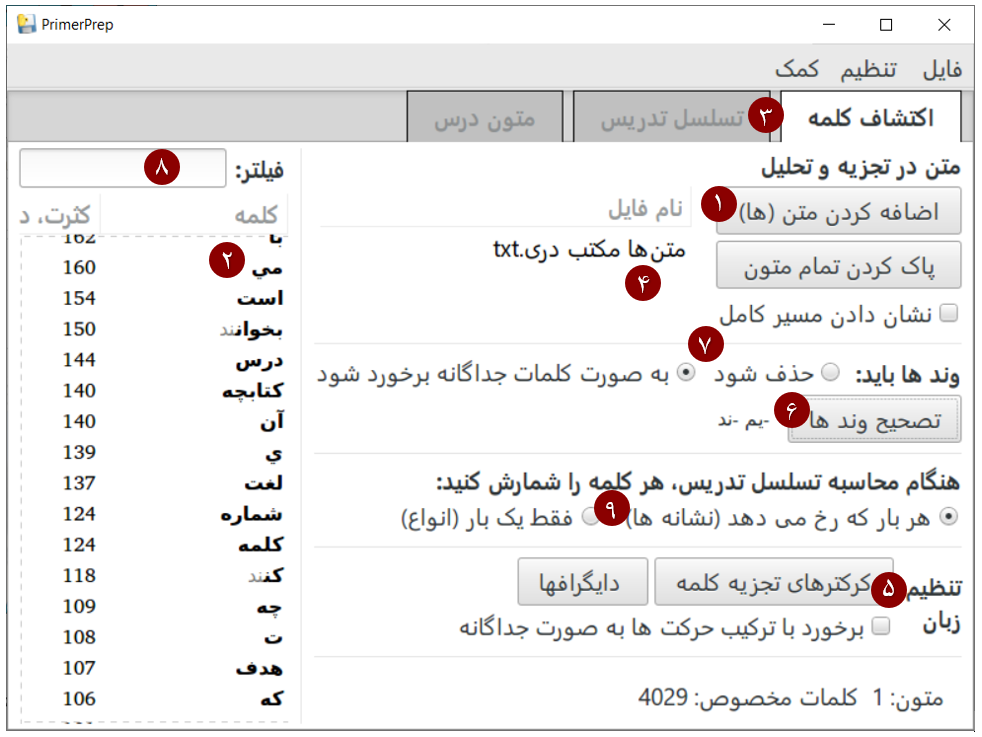 PrimerPrep
فایل تنظیم کمک
اکتشاف کلمه ۳ تسلسل تدریس متون درس
متن در تجزیه و تحلیل
اضافه کردن متن (ها) ۱
نام فایل
پاک کردن تمام متون
متن‌ها مکتب دری.txt
۴
نشان دادن مسیر کامل
۷
وند ها باید: حذف شود به صورت کلمات جداگانه برخورد شود
تصحیح وند ها ۶ -یم -ند
هنگام محاسبه تسلسل تدریس، هر کلمه را شمارش کنید:
هر بار که رخ می دهد (نشانه ها) ۹ فقط یک بار (انواع)
تنظیم زبان
۵ کرکترهای تجزیه کلمه دایگرافها
برخورد با ترکیب حرکت ها به صورت جداگانه
متون: 1 کلمات مخصوص: 4029
فیلتر: ۸
کلمه کثرت، د
با 162
۲
مي 160
است 154
بخوانند 150
درس 144
کتابچه 140
آن 140
ي 139
لغت 137
شماره 124
کلمه 124
کنند 118
چه 109
ت 108
هدف 107
که 106